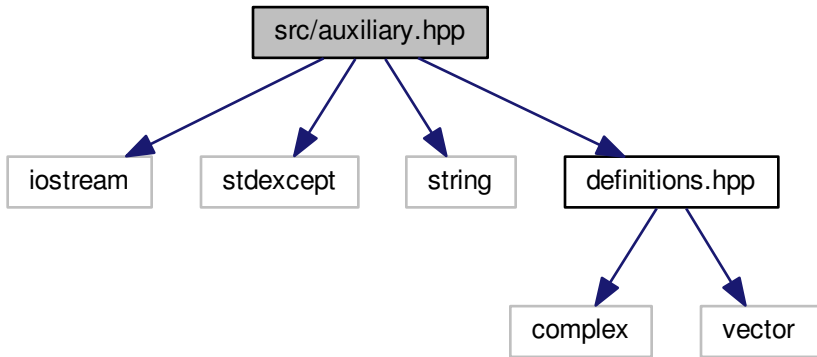 src/auxiliary.hpp
iostream
stdexcept
string
definitions.hpp
complex
vector